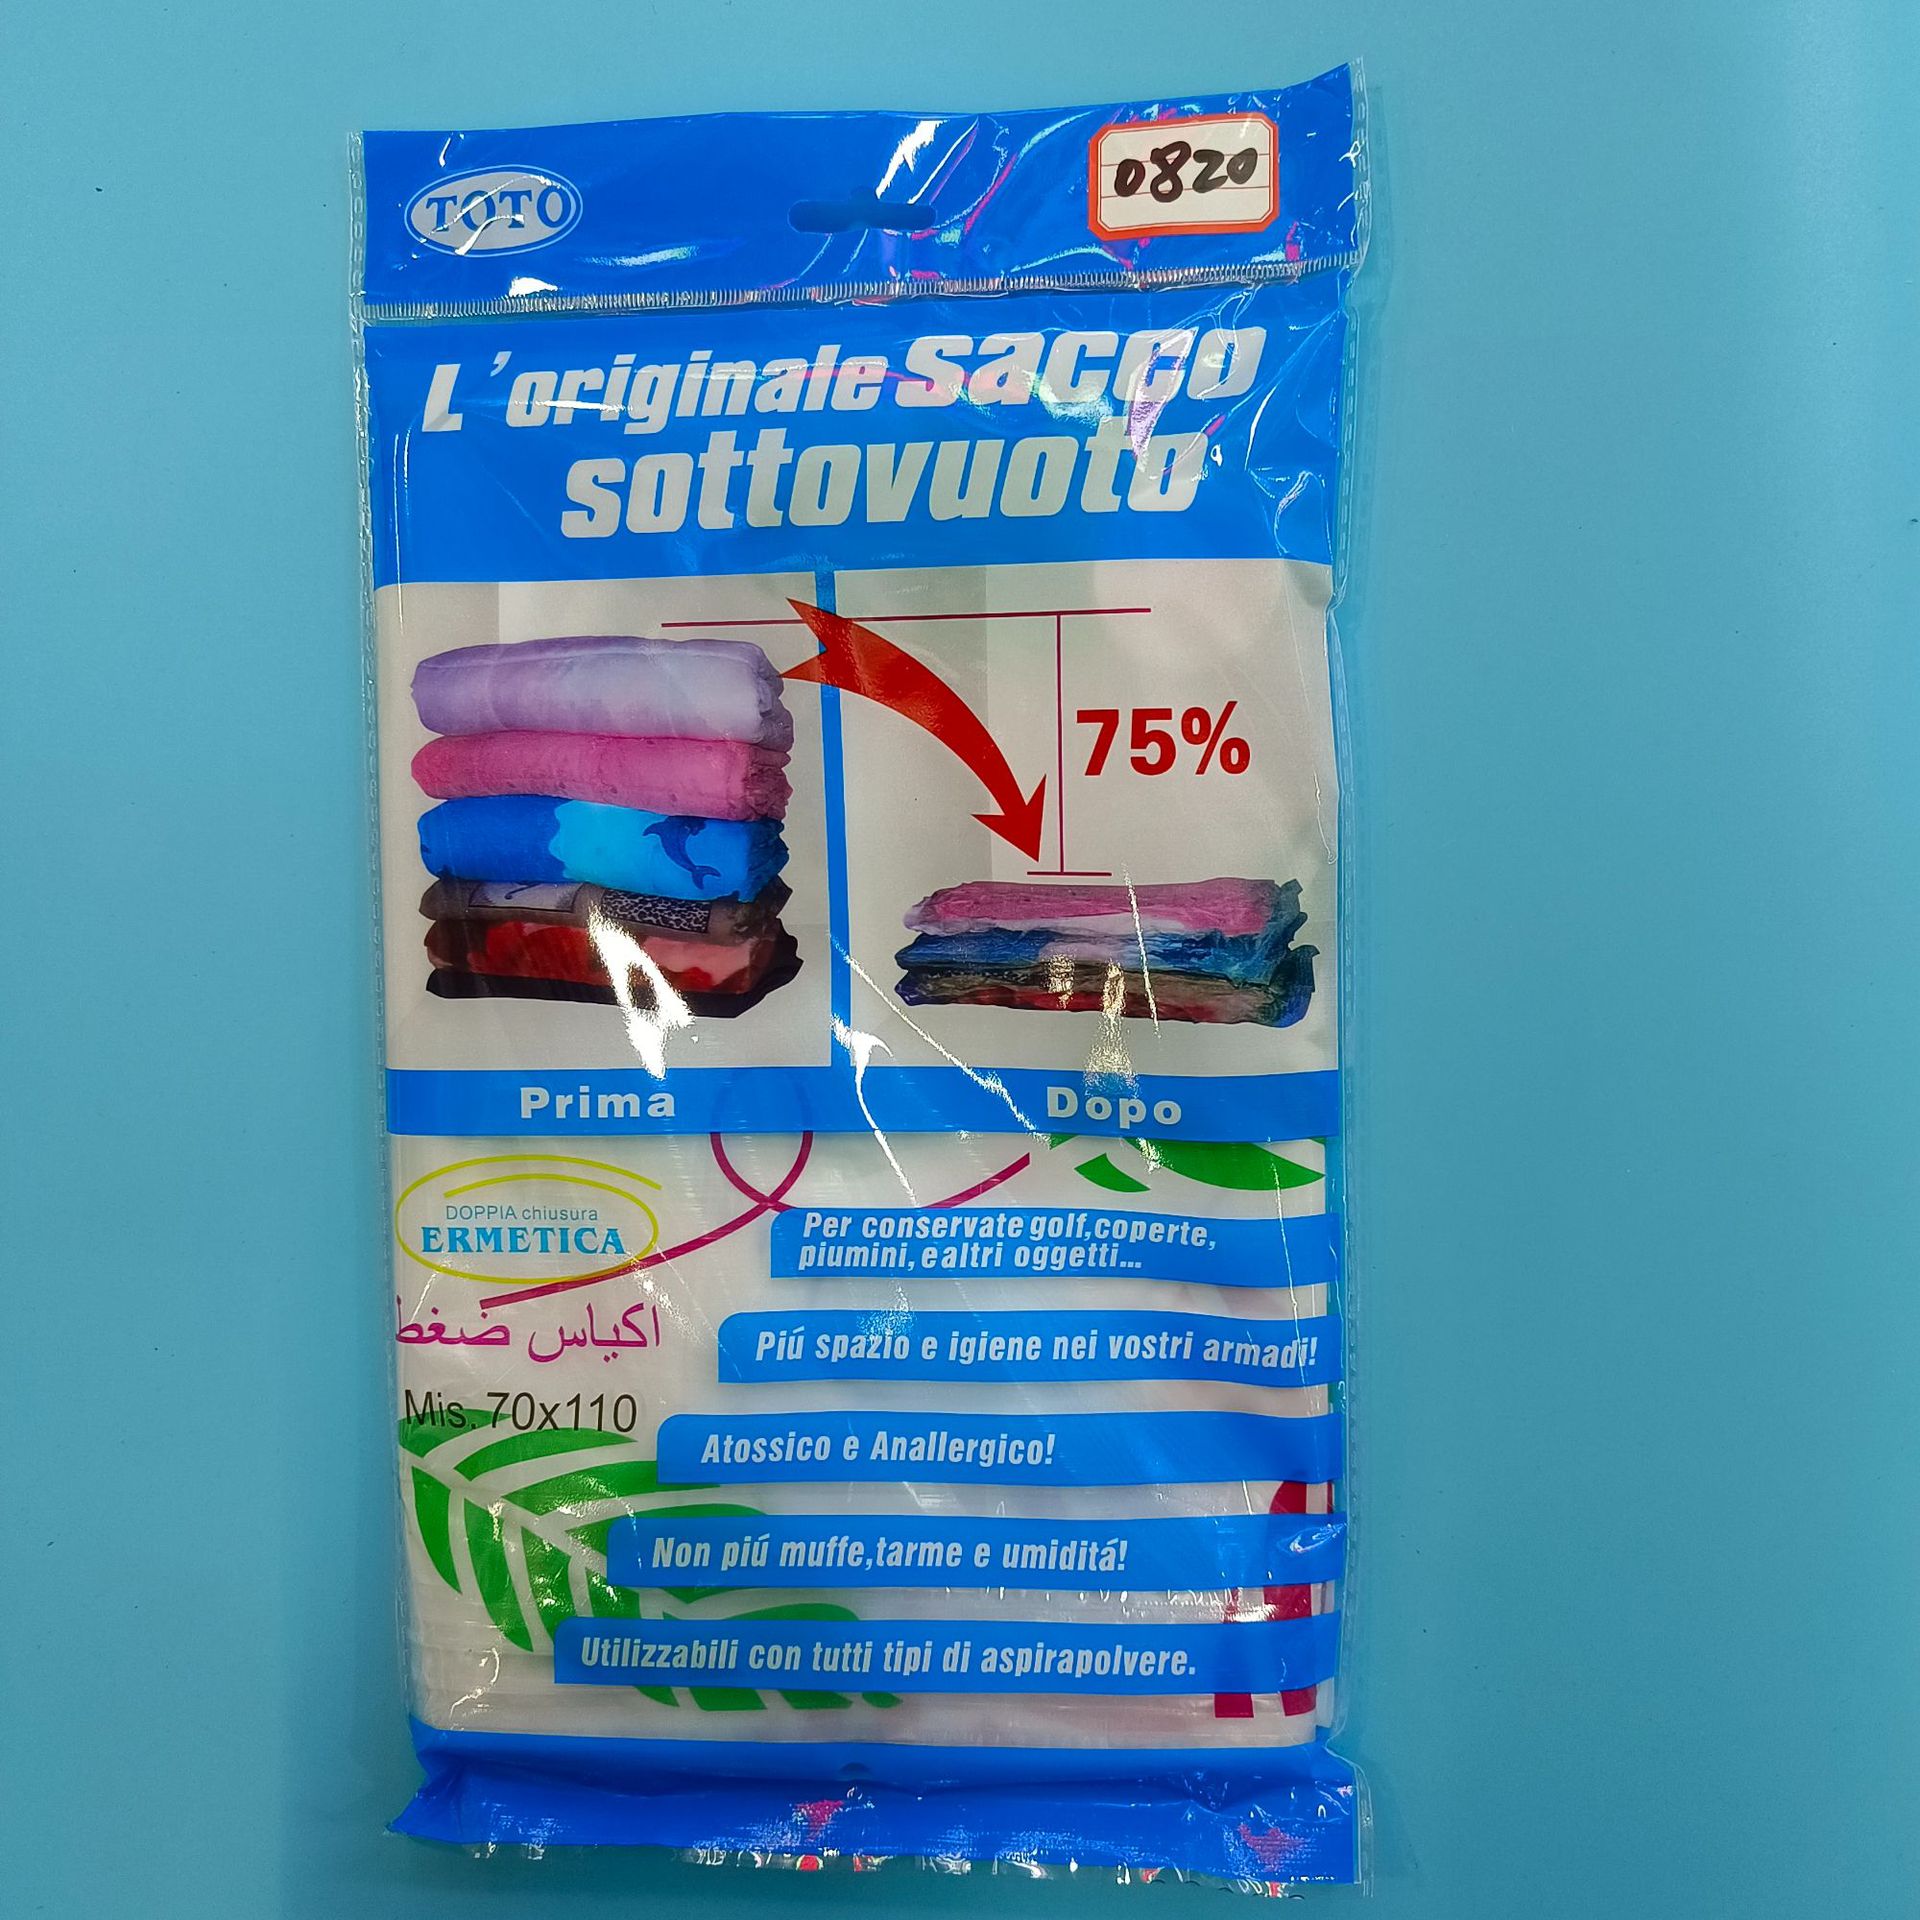 TOTO
0820
L'originale sacco
sottovuoto
75%
Prima
Dopo
DOPPIA chiusura
ERMETICA
اكياس ضغط
Mis. 70x110
Per conservate golf,coperte,
piumini, e altri oggetti...
Piú spazio e igiene nei vostri armadi!
Atossico e Anallergico!
Non piú muffe,tarme e umiditá!
Utilizzabili con tutti tipi di aspirapolvere.